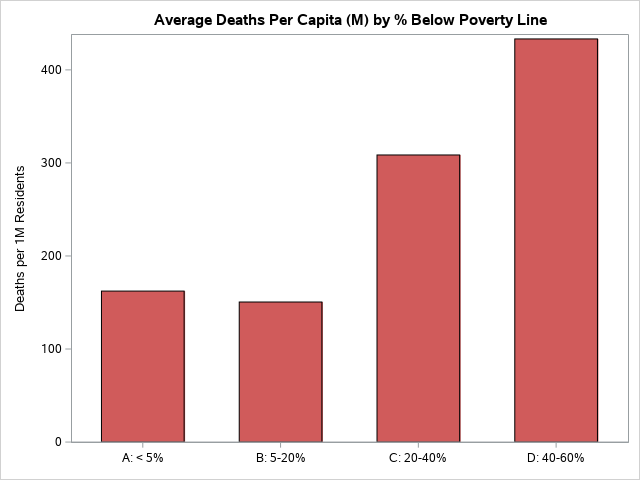 Average Deaths Per Capita (M) by % Below Poverty Line
Deaths per 1M Residents
400
300
200
100
0
A: < 5%
B: 5-20%
C: 20-40%
D: 40-60%